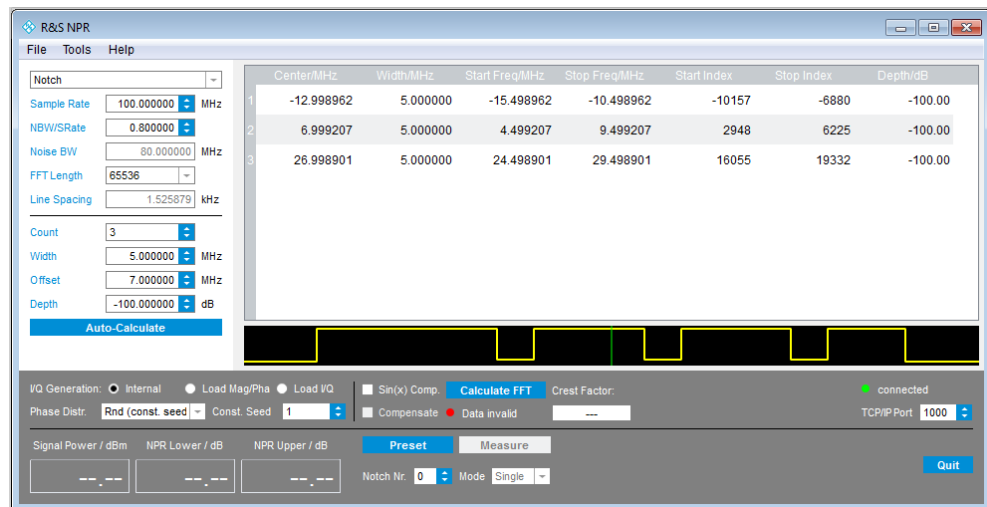 R&S NPR
File Tools Help
Notch
Sample Rate 100.000000 MHz
NBW/SRate 0.800000
Noise BW 80.000000 MHz
FFT Length 65536
Line Spacing 1.525879 kHz
Count 3
Width 5.000000 MHz
Offset 7.000000 MHz
Depth -100.000000 dB
Auto-Calculate
Center/MHz Width/MHz Start Freq/MHz Stop Freq/MHz Start Index Stop Index Depth/dB
1 -12.998962 5.000000 -15.498962 -10.498962 -10157 -6880 -100.00
2 6.999207 5.000000 4.499207 9.499207 2948 6225 -100.00
3 26.998901 5.000000 24.498901 29.498901 16055 19332 -100.00
I/Q Generation: Internal Load Mag/Pha Load I/Q Sin(x) Comp. Calculate FFT Crest Factor: connected
Phase Distr. Rnd (const. seed Const. Seed 1 Compensate Data invalid --- TCP/IP Port 1000
Signal Power / dBm NPR Lower / dB NPR Upper / dB Preset Measure
--.-- --.-- --.-- Notch Nr. 0 Mode Single Quit